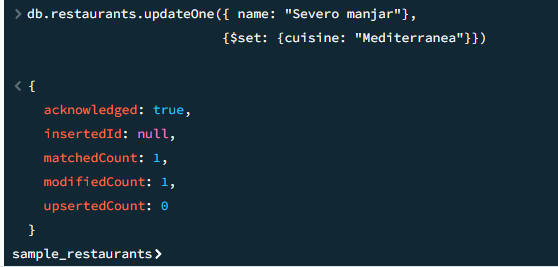 > db.restaurants.updateOne({ name: "Severo manjar"},
{$set: {cuisine: "Mediterranea"}})
< {
acknowledged: true,
insertedId: null,
matchedCount: 1,
modifiedCount: 1,
upsertedCount: 0
}
sample_restaurants>